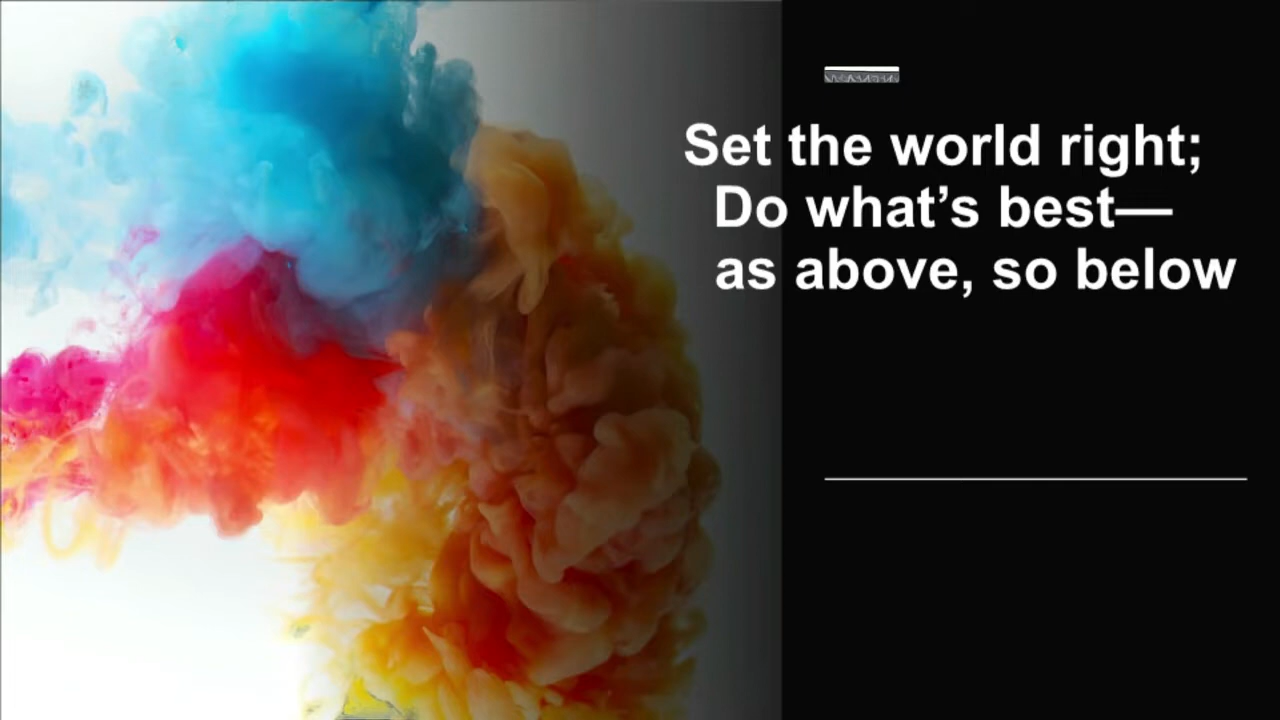 Set the world right;
Do what’s best—
as above, so below